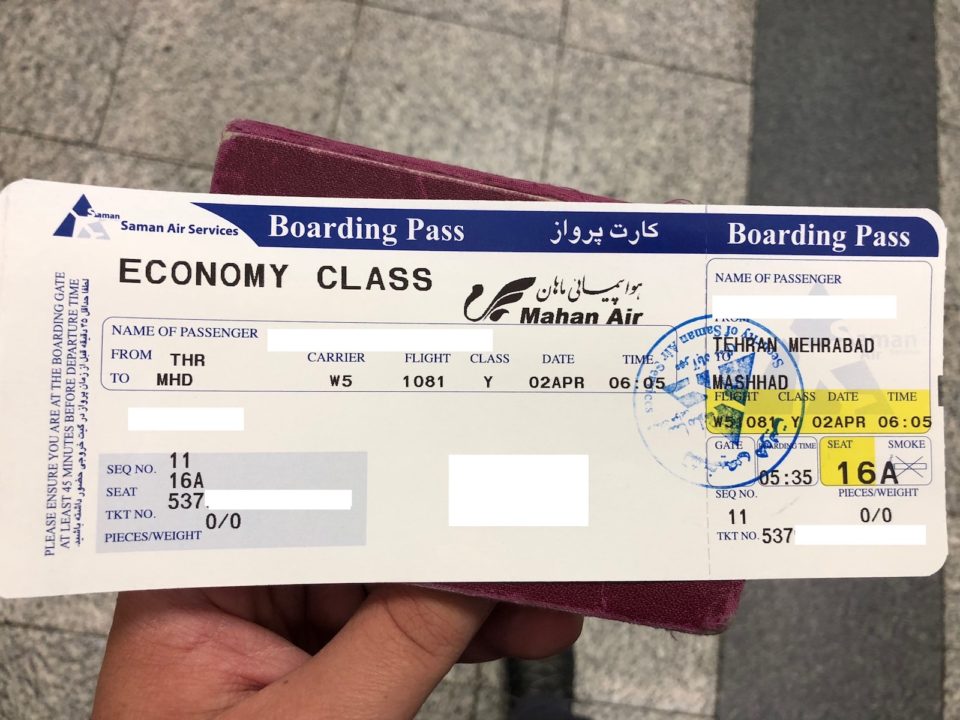 Saman
Saman Air Services
Boarding Pass
کارت پرواز
ECONOMY CLASS
هواپیمایی ماهان
Mahan Air
NAME OF PASSENGER
FROM THR
CARRIER FLIGHT CLASS DATE TIME
TO MHD W5 1081 Y 02APR 06:05
SEQ NO. 11
SEAT 16A
TKT NO. 537
PIECES/WEIGHT 0/0
PLEASE ENSURE YOU ARE AT THE BOARDING GATE
AT LEAST 45 MINUTES BEFORE DEPARTURE TIME
Boarding Pass
NAME OF PASSENGER
FROM
TEHRAN MEHRABAD
TO
MASHHAD
FLIGHT CLASS DATE TIME
W5 081 Y 02APR 06:05
GATE BOARDING TIME SEAT SMOKE
05:35 16A
SEQ NO. PIECES/WEIGHT
11 0/0
TKT NO. 537